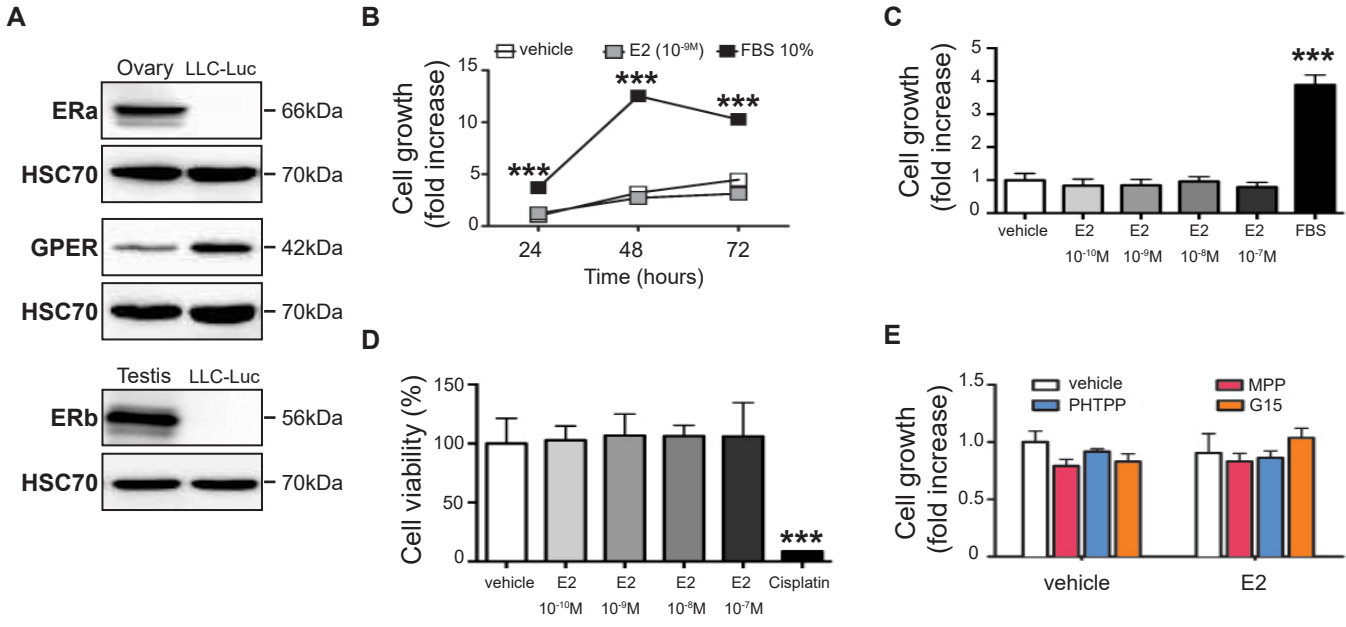 A
Ovary LLC-Luc
ERa
66kDa
HSC70
70kDa
GPER
42kDa
HSC70
70kDa
Testis LLC-Luc
ERb
56kDa
HSC70
70kDa
B
vehicle E2 (10⁻⁹ᴹ) FBS 10%
Cell growth
(fold increase)
15
10
5
0
***
***
***
24 48 72
Time (hours)
C
Cell growth
(fold increase)
5
4
3
2
1
0
***
vehicle E2 E2 E2 E2 FBS
10⁻¹⁰M 10⁻⁹M 10⁻⁸M 10⁻⁷M
D
Cell viability (%)
150
100
50
0
***
vehicle E2 E2 E2 E2 Cisplatin
10⁻¹⁰M 10⁻⁹M 10⁻⁸M 10⁻⁷M
E
Cell growth
(fold increase)
1.5
1.0
0.5
0
vehicle MPP
PHTPP G15
vehicle E2